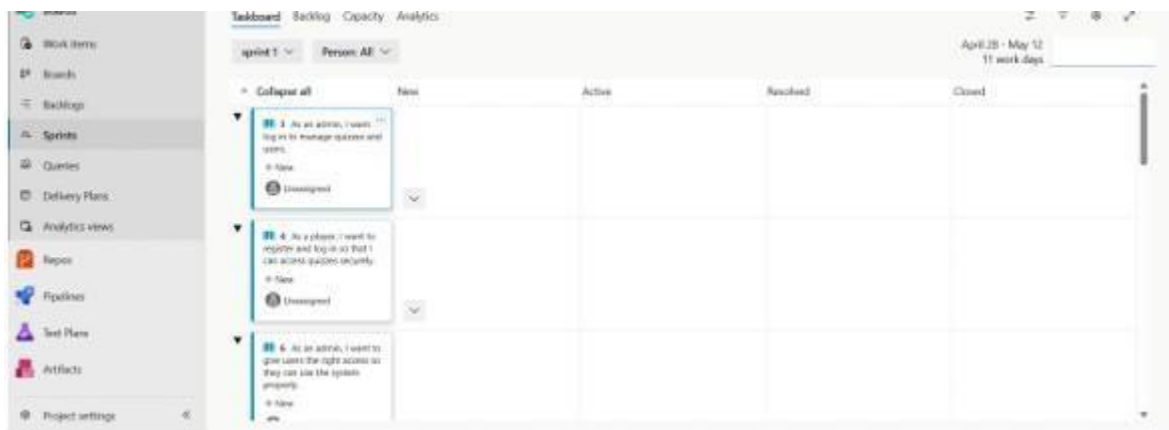 Boards
Work items
Boards
Backlogs
Sprints
Queries
Delivery Plans
Analytics views
Repos
Pipelines
Test Plans
Artifacts
Project settings
Taskboard Backlog Capacity Analytics
sprint 1 Person: All
April 28 - May 12
11 work days
Collapse all New Active Resolved Closed
3 As an admin, I want
log in to manage quizzes and
users.
New
Unassigned
4 As a player, I want to
register and log in so that I
can access quizzes securely.
New
Unassigned
6 As an admin, I want to
give users the right access so
they can use the system
properly.
New